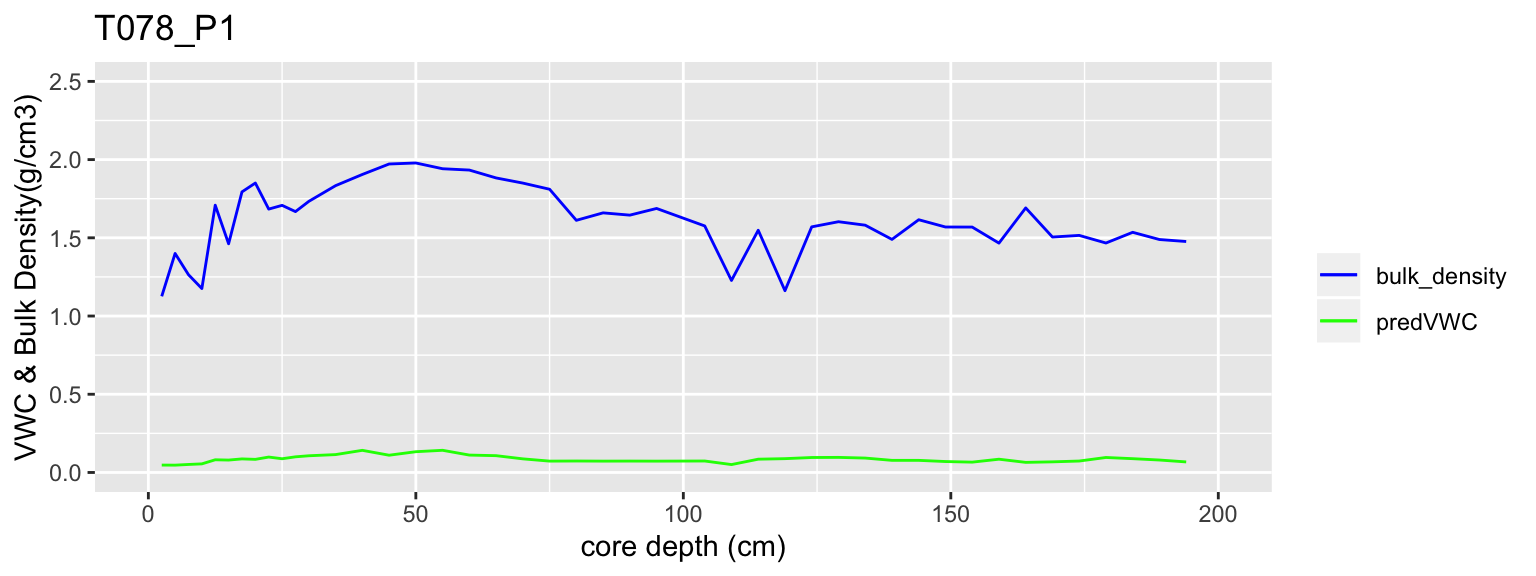 T078_P1
VWC & Bulk Density(g/cm3)
2.5
2.0
1.5
1.0
0.5
0.0
0 50 100 150 200
core depth (cm)
bulk_density
predVWC